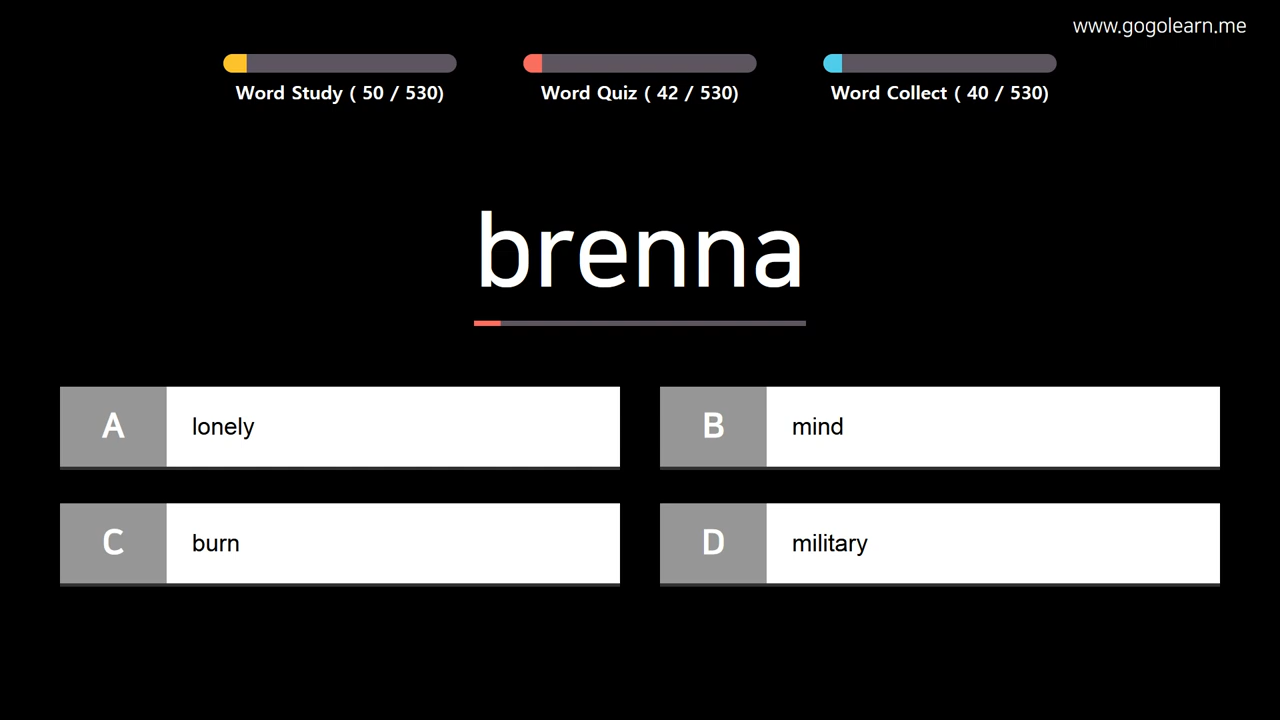 www.gogolearn.me
Word Study ( 50 / 530)
Word Quiz ( 42 / 530)
Word Collect ( 40 / 530)
brenna
A lonely
B mind
C burn
D military